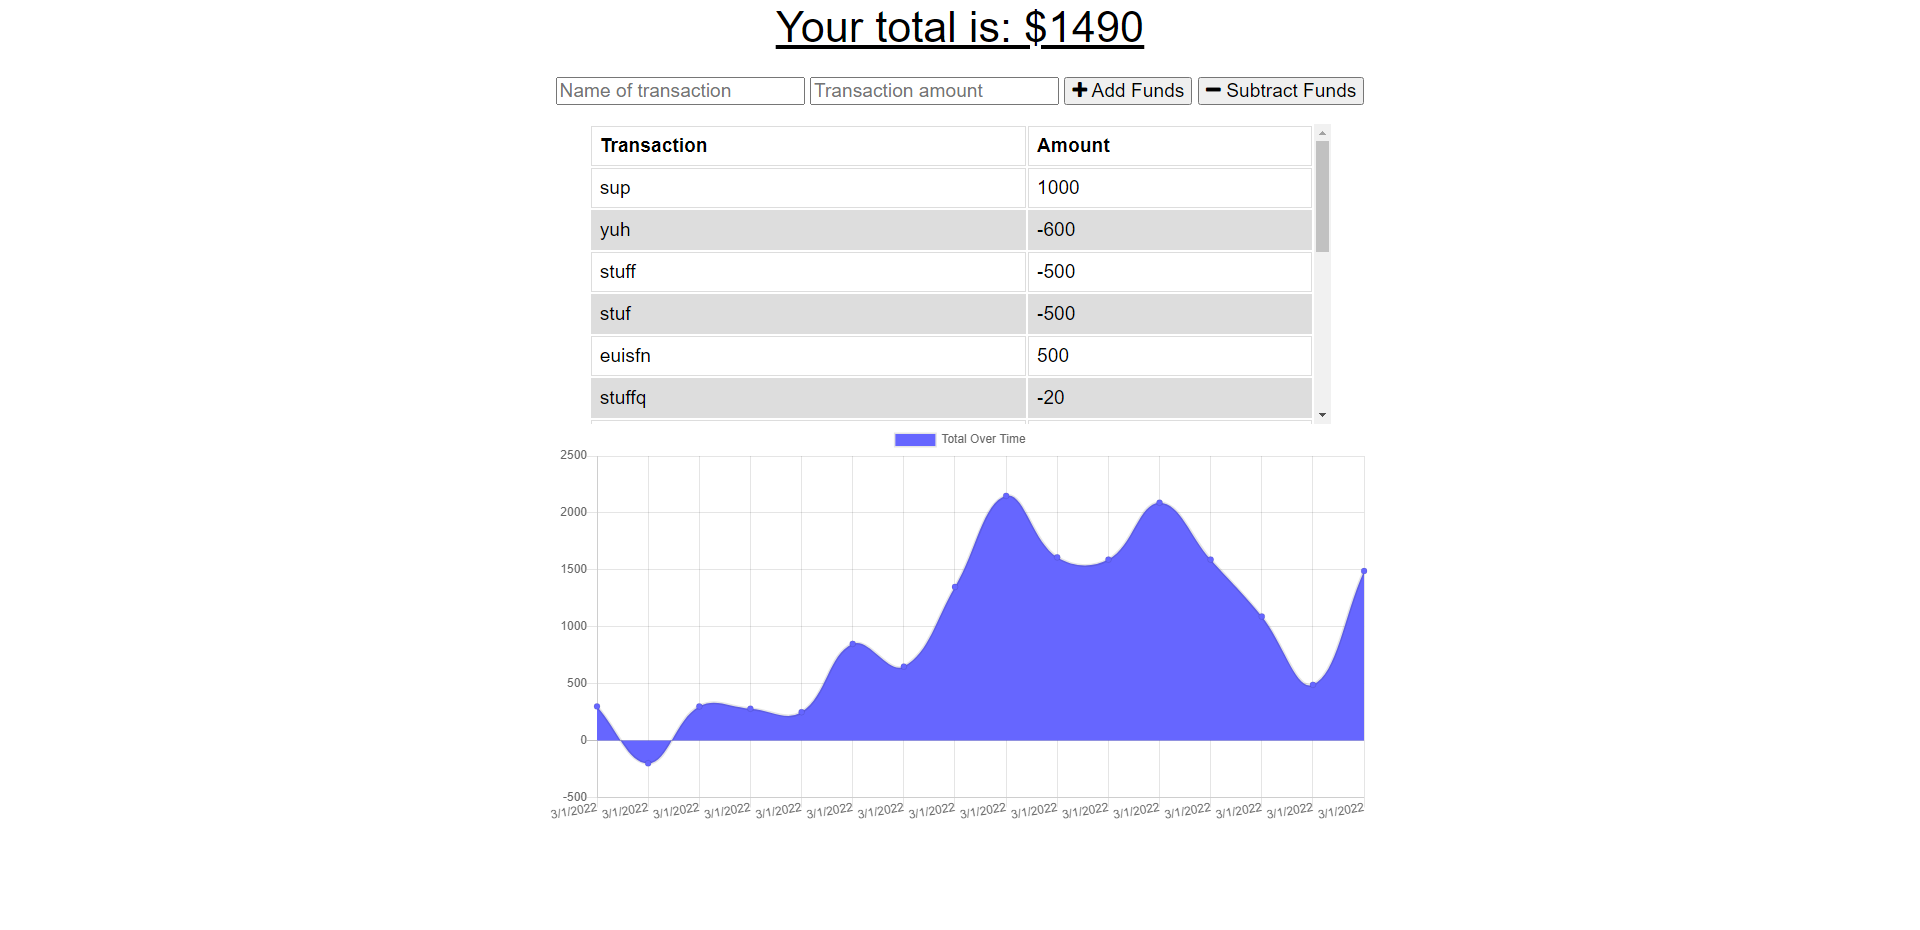 Your total is: $1490
Name of transaction Transaction amount Add Funds Subtract Funds
Transaction Amount
sup 1000
yuh -600
stuff -500
stuf -500
euisfn 500
stuffq -20
Total Over Time
2500
2000
1500
1000
500
0
-500
3/1/2022 3/1/2022 3/1/2022 3/1/2022 3/1/2022 3/1/2022 3/1/2022 3/1/2022 3/1/2022 3/1/2022 3/1/2022 3/1/2022 3/1/2022 3/1/2022 3/1/2022 3/1/2022